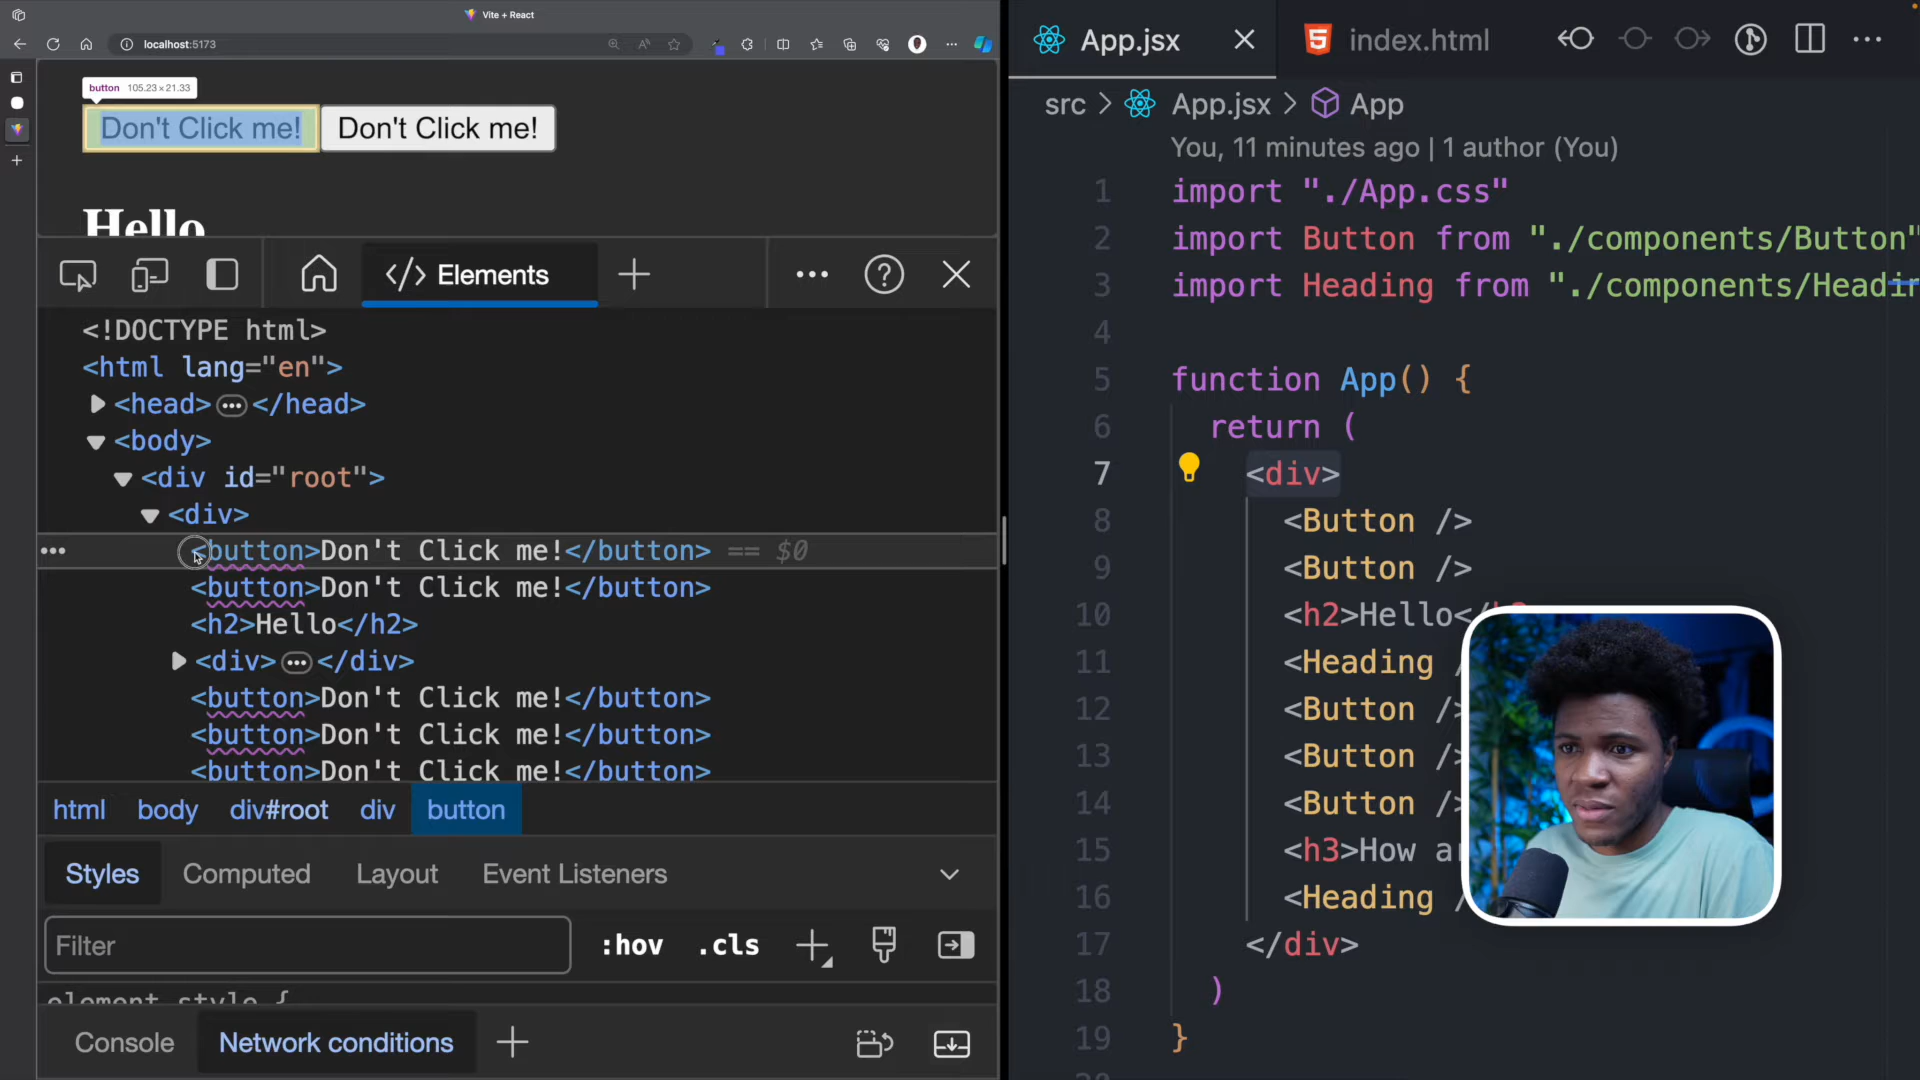 Vite + React
localhost:5173
button 105.23 × 21.33
Don't Click me! Don't Click me!
Hello
</> Elements
<!DOCTYPE html>
<html lang="en">
<head> ••• </head>
<body>
<div id="root">
<div>
<button>Don't Click me!</button> == $0
<button>Don't Click me!</button>
<h2>Hello</h2>
<div> ••• </div>
<button>Don't Click me!</button>
<button>Don't Click me!</button>
<button>Don't Click me!</button>
html body div#root div button
Styles Computed Layout Event Listeners
Filter :hov .cls
element.style {
Console Network conditions
App.jsx index.html
src > App.jsx > App
You, 11 minutes ago | 1 author (You)
1 import "./App.css"
2 import Button from "./components/Button"
3 import Heading from "./components/Headin
4
5 function App() {
6 return (
7 <div>
8 <Button />
9 <Button />
10 <h2>Hello</h2>
11 <Heading /
12 <Button />
13 <Button />
14 <Button />
15 <h3>How a
16 <Heading /
17 </div>
18 )
19 }